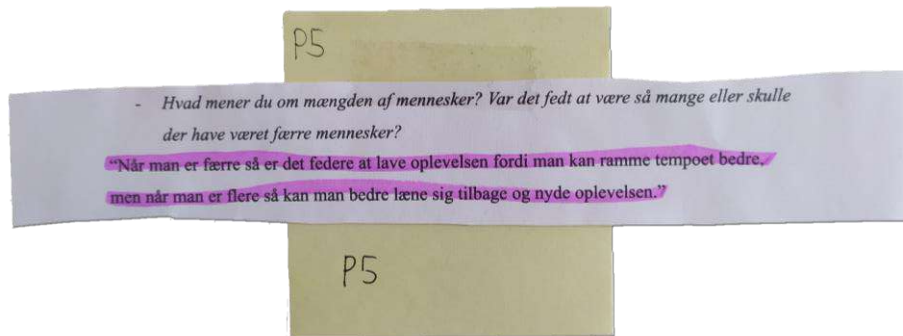 P5
- Hvad mener du om mængden af mennesker? Var det fedt at være så mange eller skulle
der have været færre mennesker?
“Når man er færre så er det federe at lave oplevelsen fordi man kan ramme tempoet bedre,
men når man er flere så kan man bedre læne sig tilbage og nyde oplevelsen.”
P5